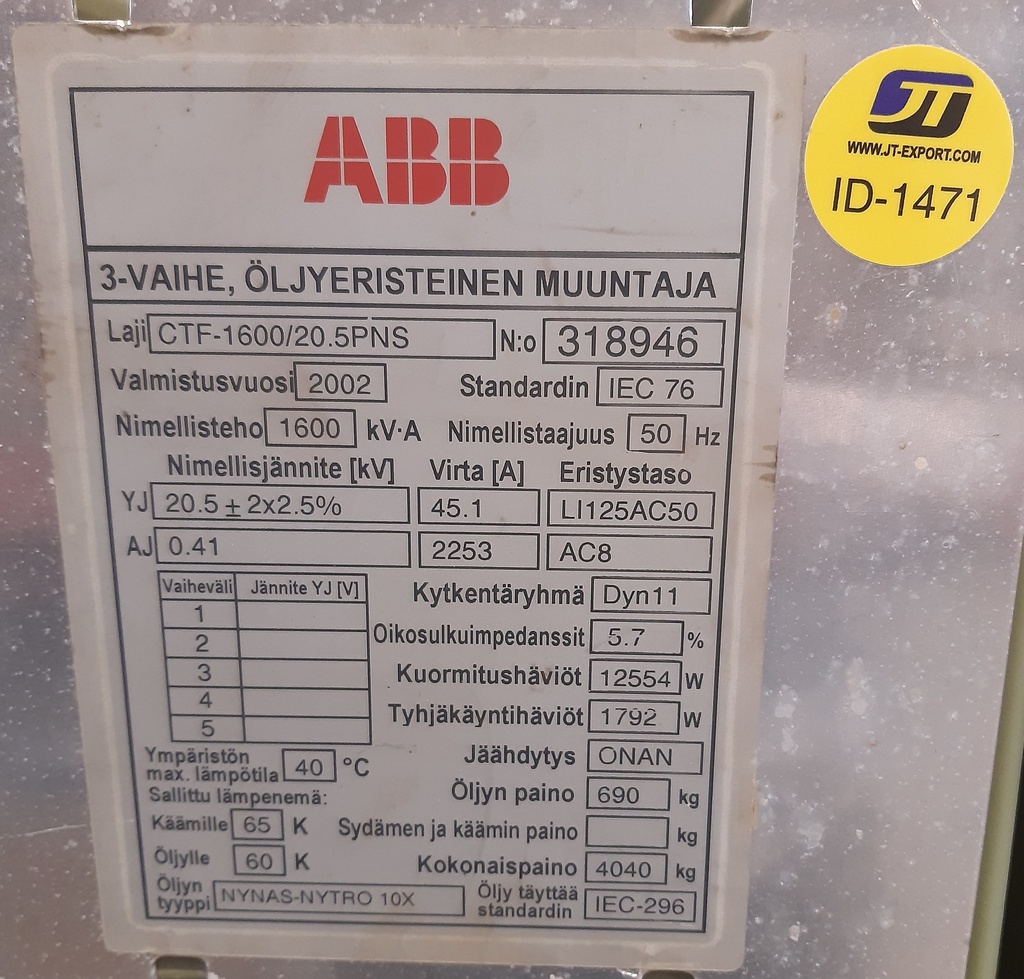 ABB
JT
WWW.JT-EXPORT.COM
ID-1471
3-VAIHE, ÖLJYERISTEINEN MUUNTAJA
Laji CTF-1600/20.5PNS N:o 318946
Valmistusvuosi 2002 Standardin IEC 76
Nimellisteho 1600 kV·A Nimellistaajuus 50 Hz
Nimellisjännite [kV] Virta [A] Eristystaso
YJ 20.5 ± 2x2.5% 45.1 LI125AC50
AJ 0.41 2253 AC8
Vaiheväli Jännite YJ [V]
1
2
3
4
5
Kytkentäryhmä Dyn11
Oikosulkuimpedanssit 5.7 %
Kuormitushäviöt 12554 W
Tyhjäkäyntihäviöt 1792 W
Jäähdytys ONAN
Öljyn paino 690 kg
Sydämen ja käämin paino kg
Kokonaispaino 4040 kg
Öljy täyttää
standardin IEC-296
Ympäristön
max. lämpötila 40 °C
Sallittu lämpenemä:
Käämille 65 K
Öljylle 60 K
Öljyn
tyyppi NYNAS-NYTRO 10X